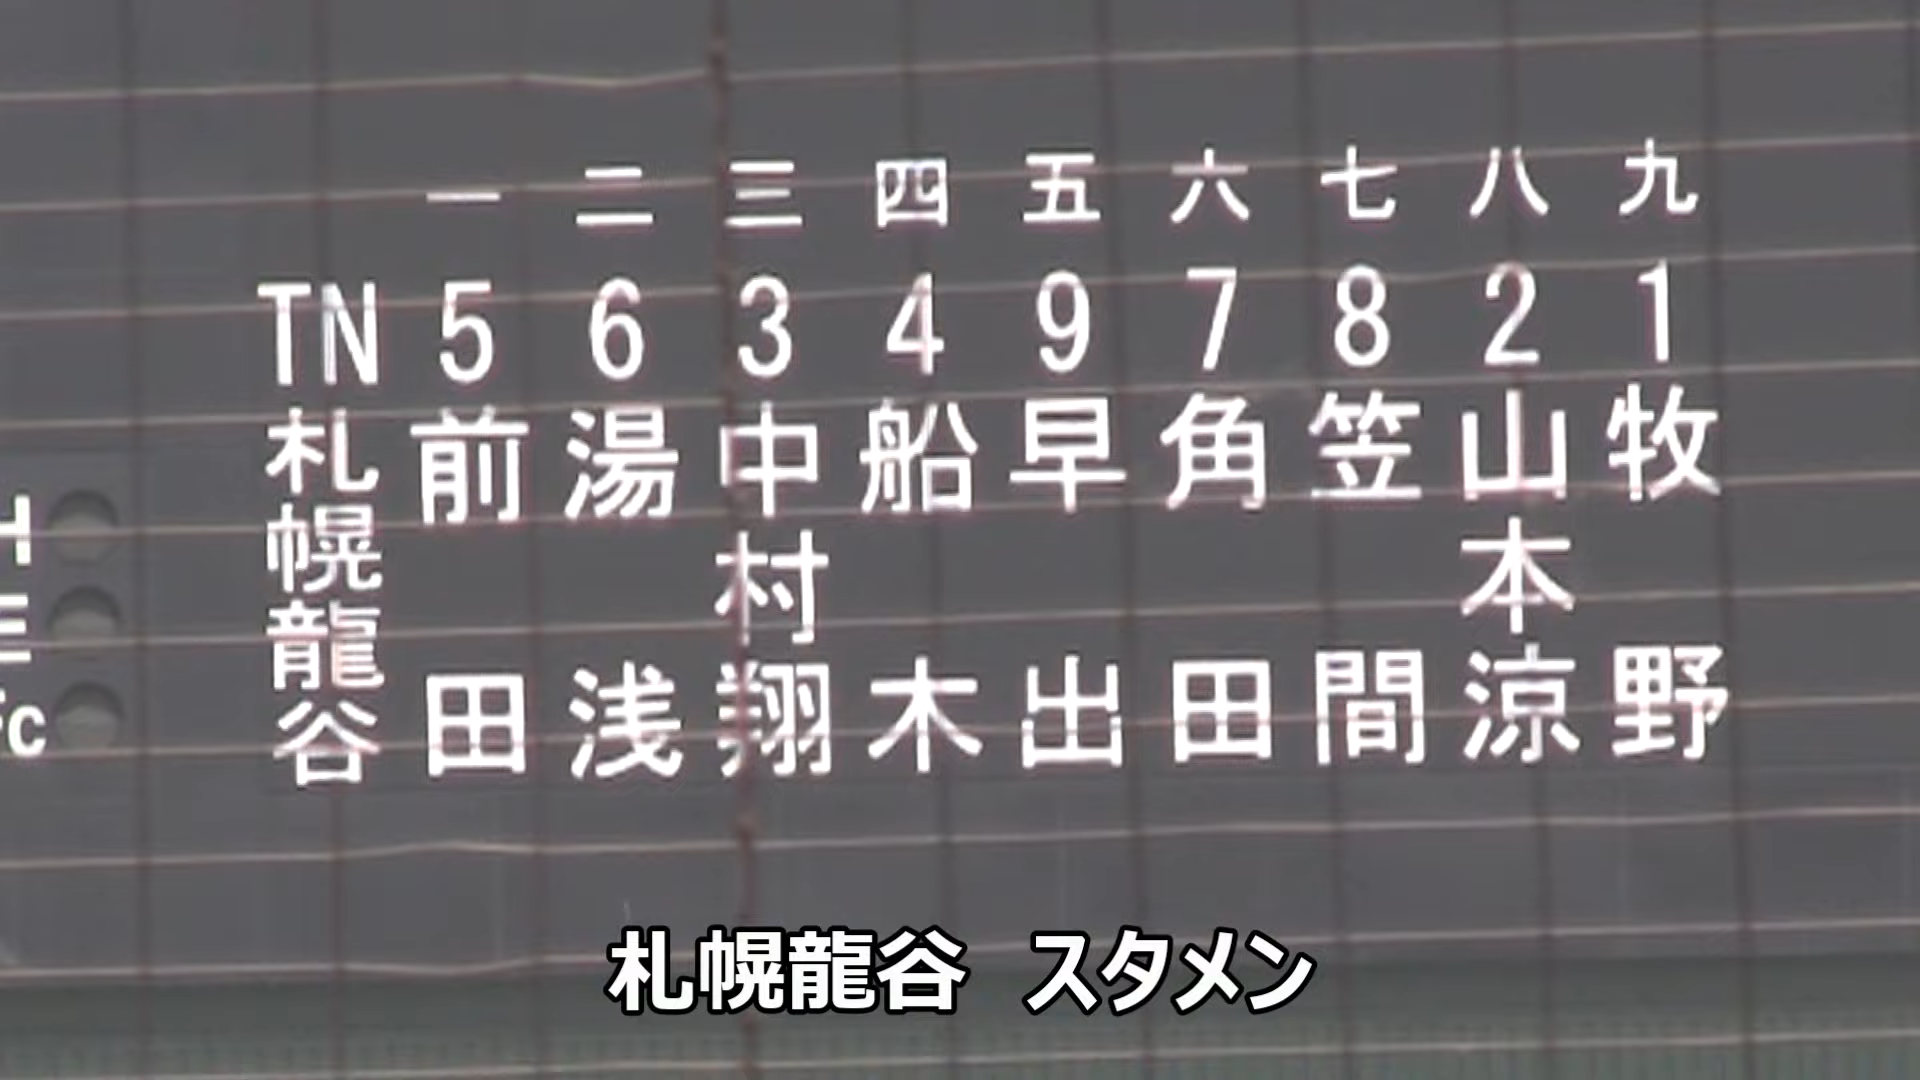 一 二 三 四 五 六 七 八 九
TN 5 6 3 4 9 7 8 2 1
札幌龍谷
前田
湯浅
中村翔
船木
早出
角田
笠間
山本涼
牧野
H
E
Fc
札幌龍谷 スタメン